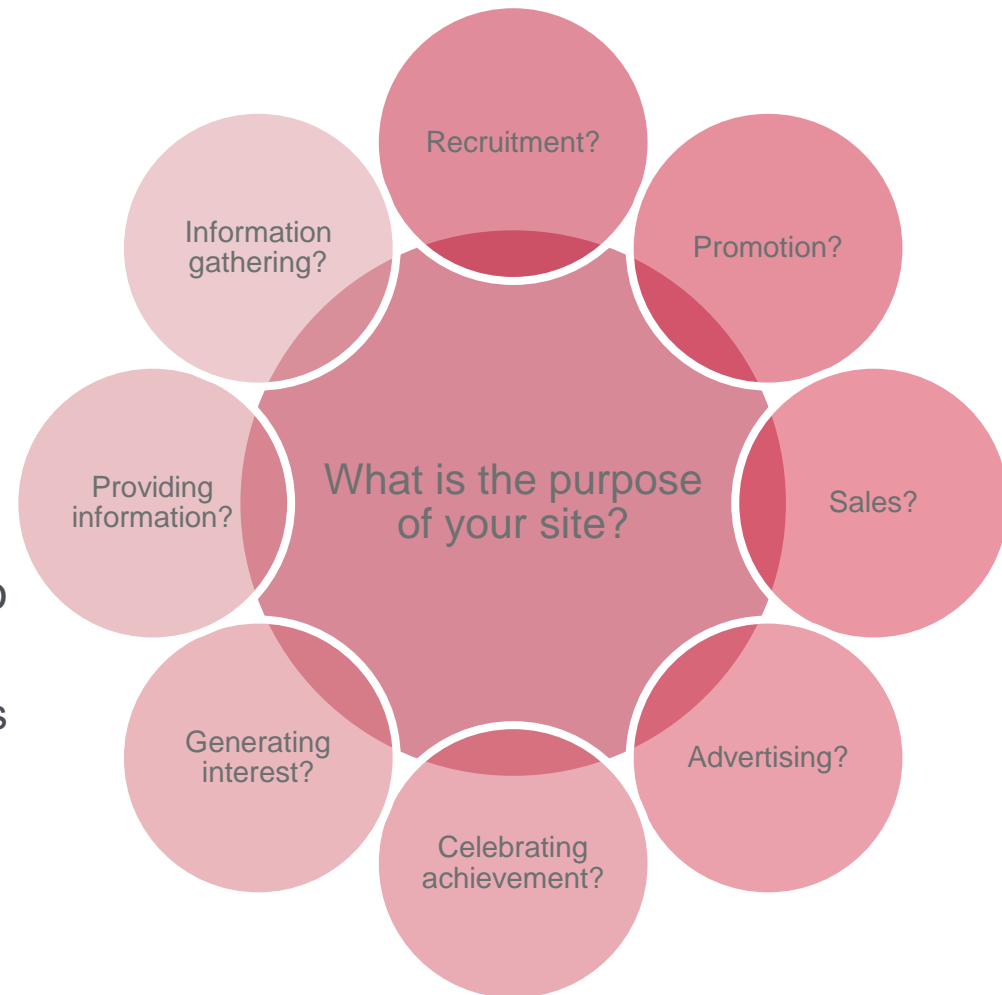 Recruitment?
Promotion?
Sales?
Advertising?
Celebrating
achievement?
Generating
interest?
Providing
information?
Information
gathering?
What is the purpose
of your site?